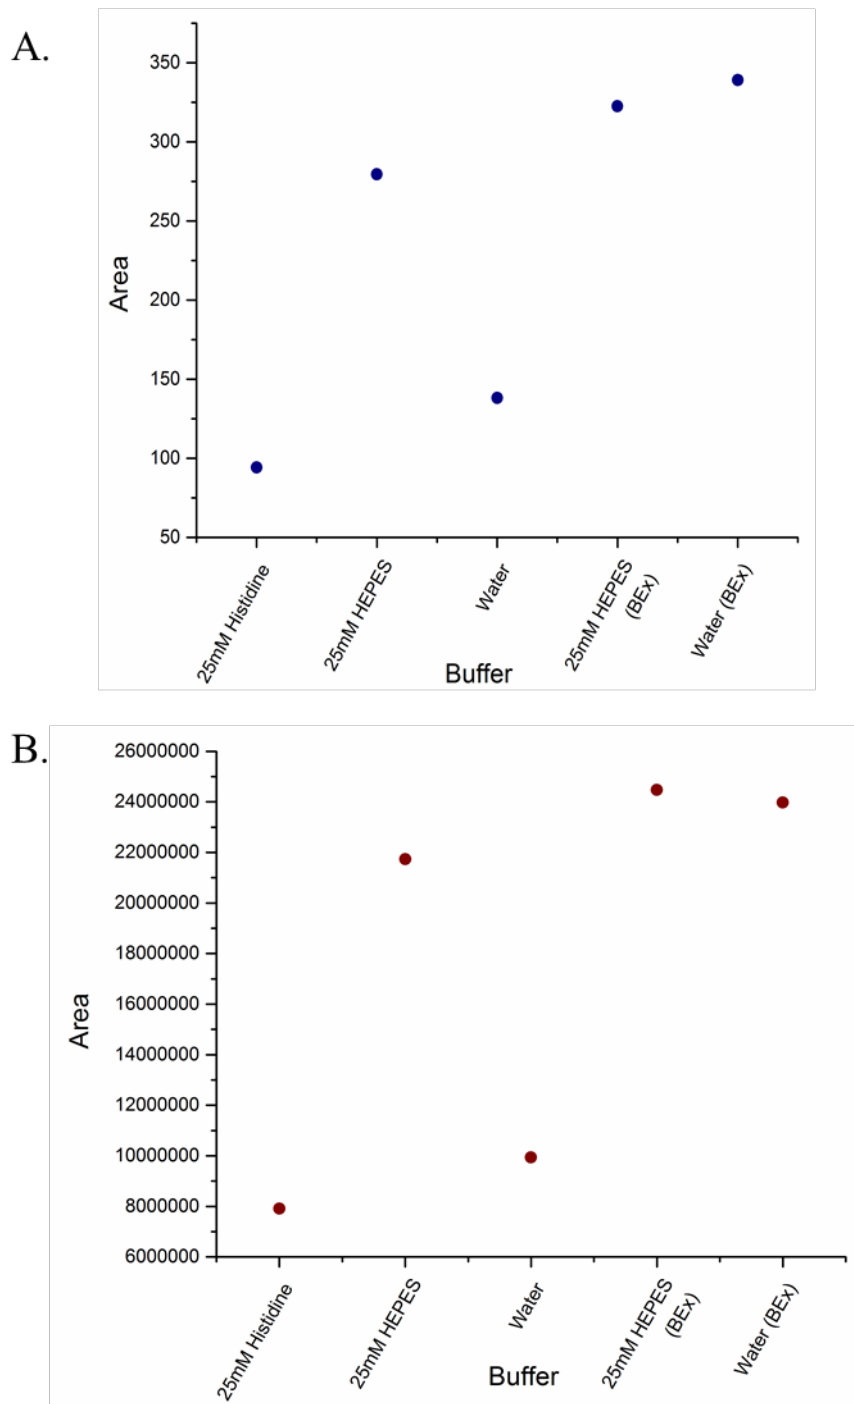 A.
350
300
250
200
150
100
50
Area
25mM Histidine
25mM HEPES
Water
25mM HEPES
(BEx)
Water (BEx)
Buffer
B.
26000000
24000000
22000000
20000000
18000000
16000000
14000000
12000000
10000000
8000000
6000000
Area
25mM Histidine
25mM HEPES
Water
25mM HEPES
(BEx)
Water (BEx)
Buffer